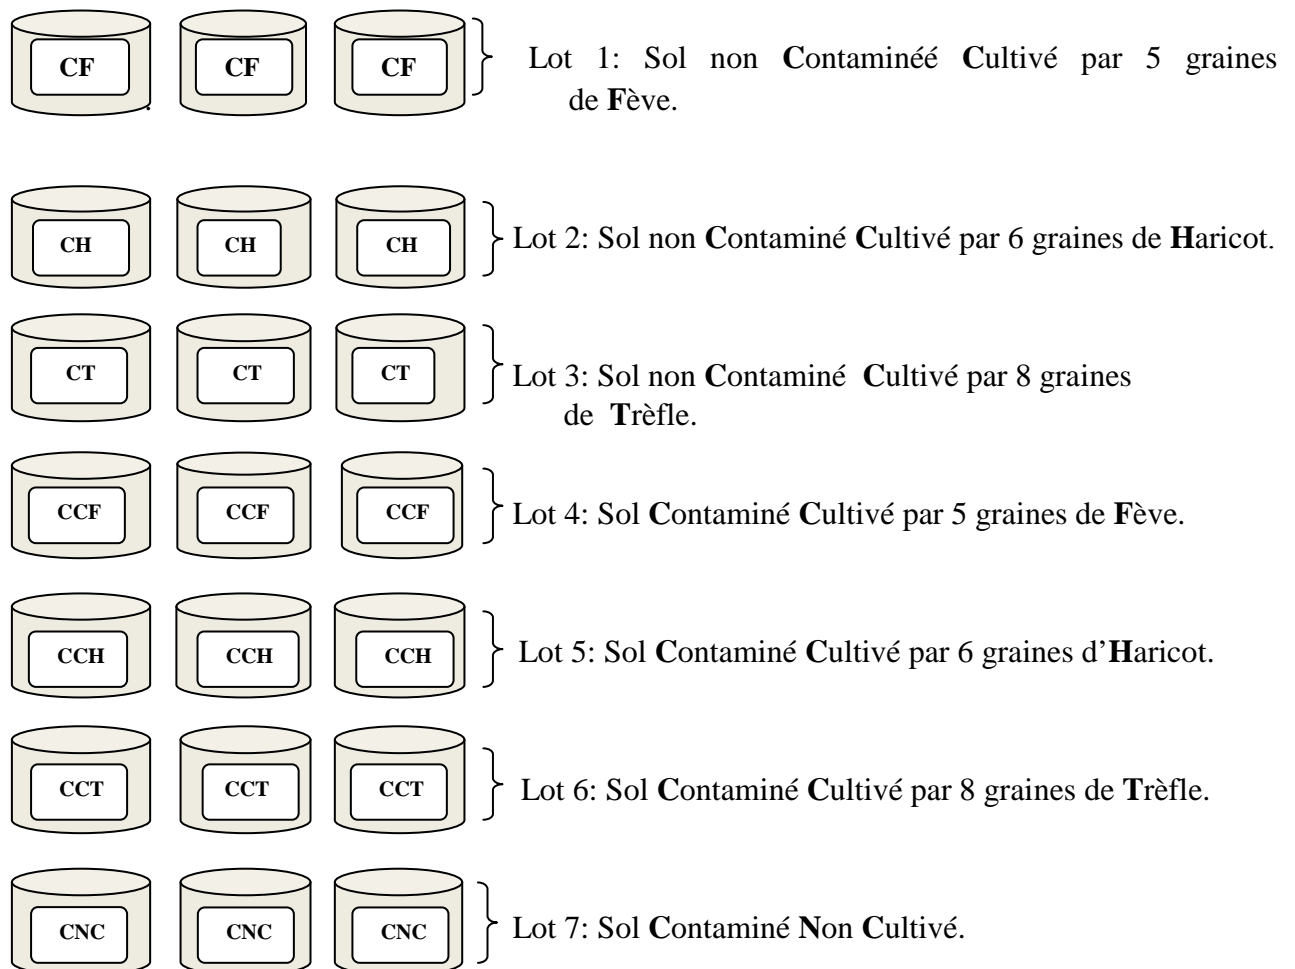 CF CF CF Lot 1: Sol non Contaminéé Cultivé par 5 graines
de Fève.
CH CH CH Lot 2: Sol non Contaminé Cultivé par 6 graines de Haricot.
CT CT CT Lot 3: Sol non Contaminé Cultivé par 8 graines
de Trèfle.
CCF CCF CCF Lot 4: Sol Contaminé Cultivé par 5 graines de Fève.
CCH CCH CCH Lot 5: Sol Contaminé Cultivé par 6 graines d’Haricot.
CCT CCT CCT Lot 6: Sol Contaminé Cultivé par 8 graines de Trèfle.
CNC CNC CNC Lot 7: Sol Contaminé Non Cultivé.